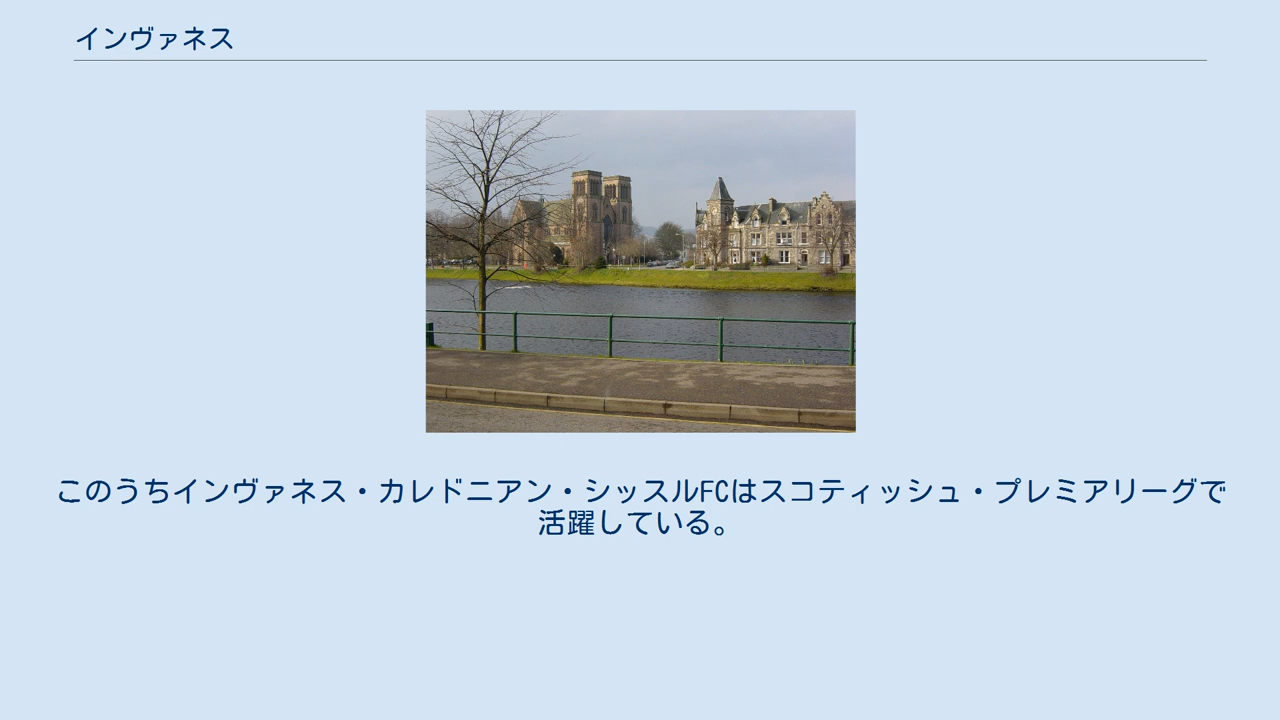 インヴァネス
このうちインヴァネス・カレドニアン・シッスルFCはスコティッシュ・プレミアリーグで
活躍している。